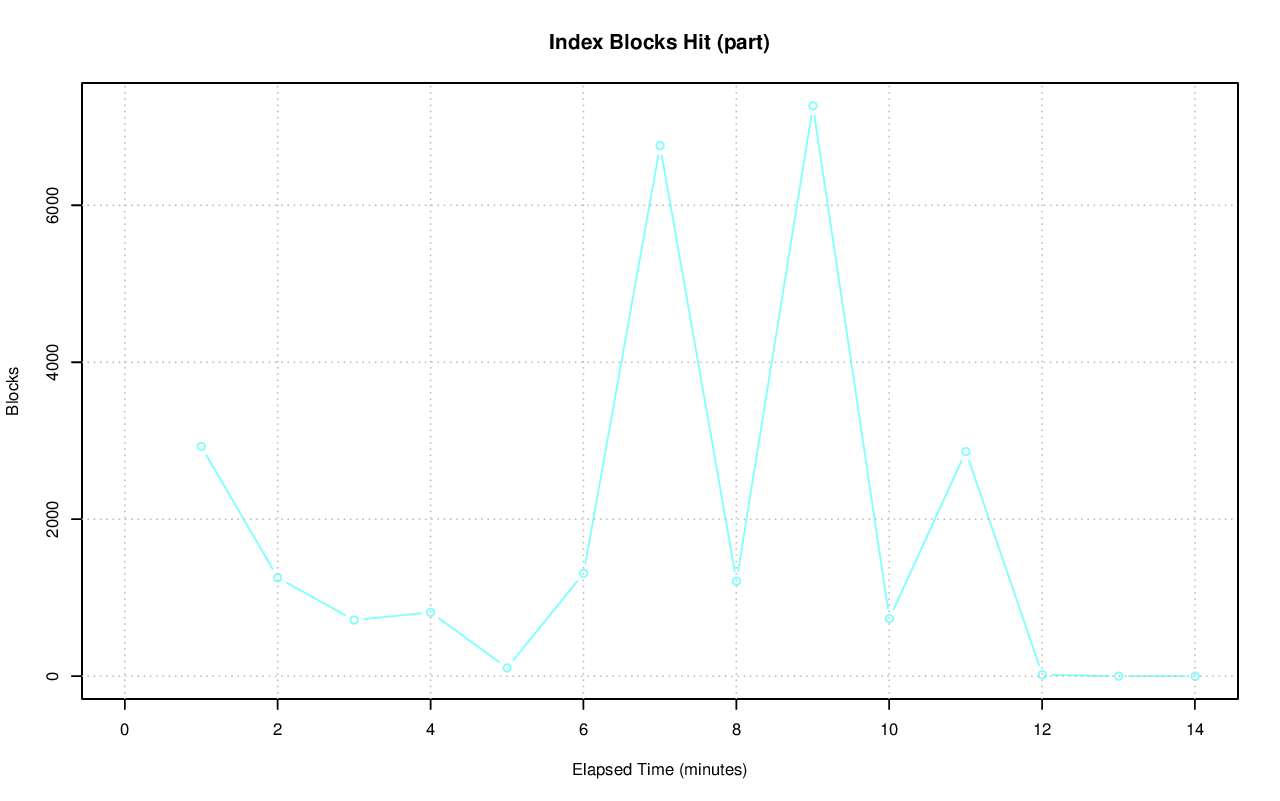 Index Blocks Hit (part)
6000
4000
2000
0
Blocks
0 2 4 6 8 10 12 14
Elapsed Time (minutes)